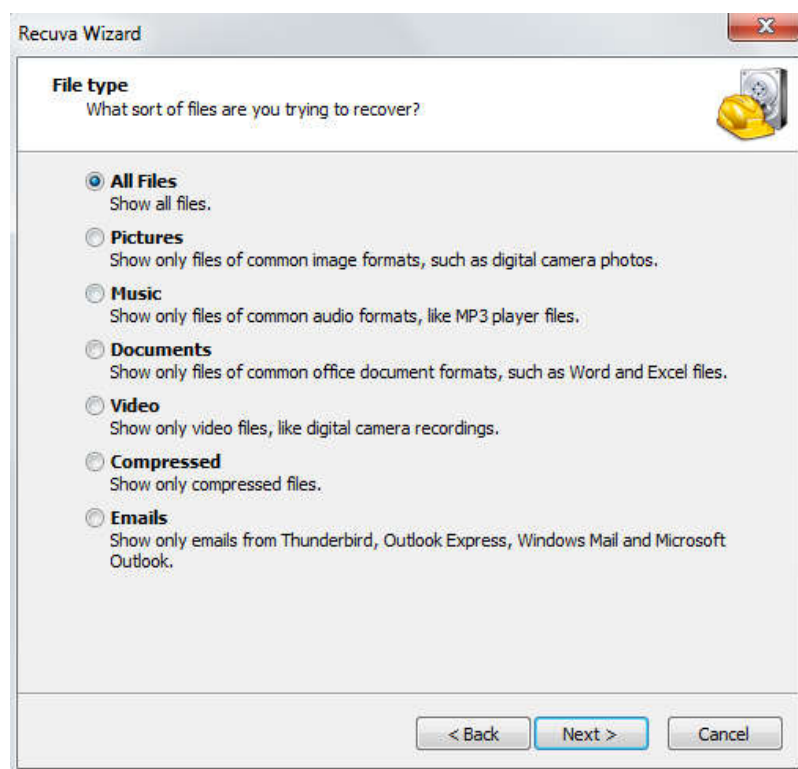 Recuva Wizard
File type
What sort of files are you trying to recover?
All Files
Show all files.
Pictures
Show only files of common image formats, such as digital camera photos.
Music
Show only files of common audio formats, like MP3 player files.
Documents
Show only files of common office document formats, such as Word and Excel files.
Video
Show only video files, like digital camera recordings.
Compressed
Show only compressed files.
Emails
Show only emails from Thunderbird, Outlook Express, Windows Mail and Microsoft
Outlook.
< Back Next > Cancel